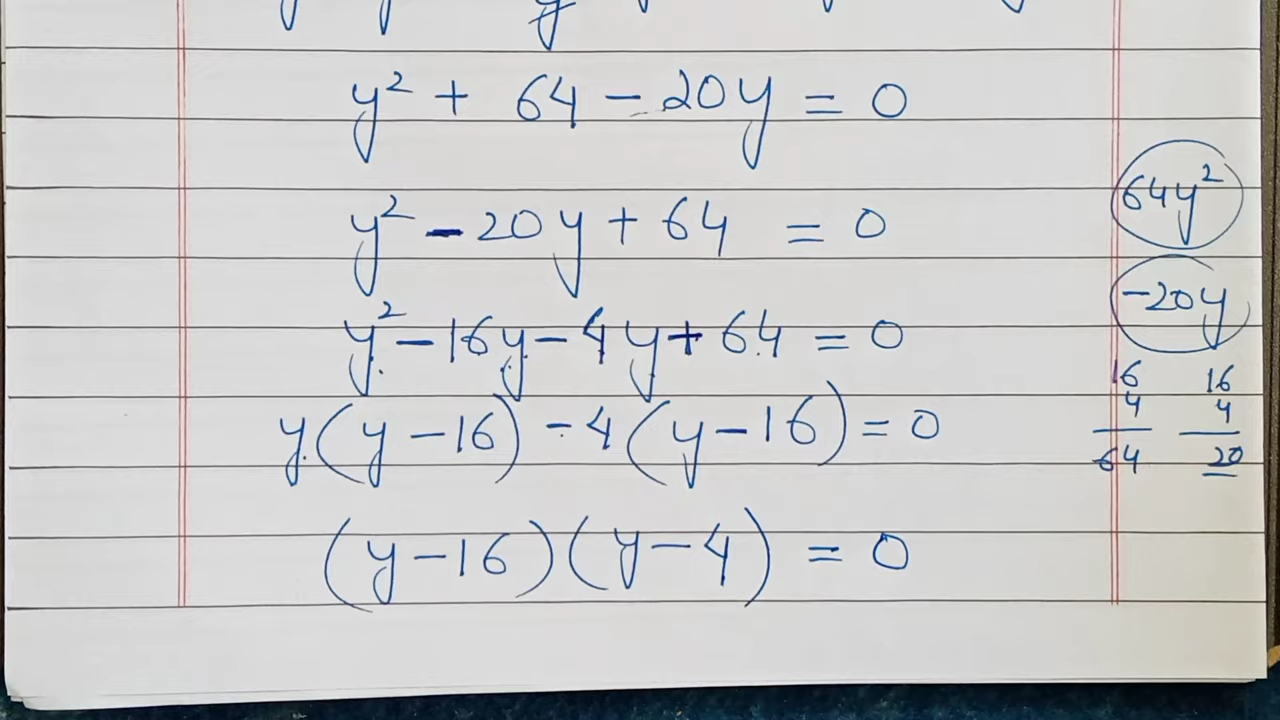 y² + 64 - 20y = 0
y² - 20y + 64 = 0
y² - 16y - 4y + 64 = 0
y(y - 16) - 4(y - 16) = 0
(y - 16)(y - 4) = 0
64y²
-20y
16 16
4 4
64 20